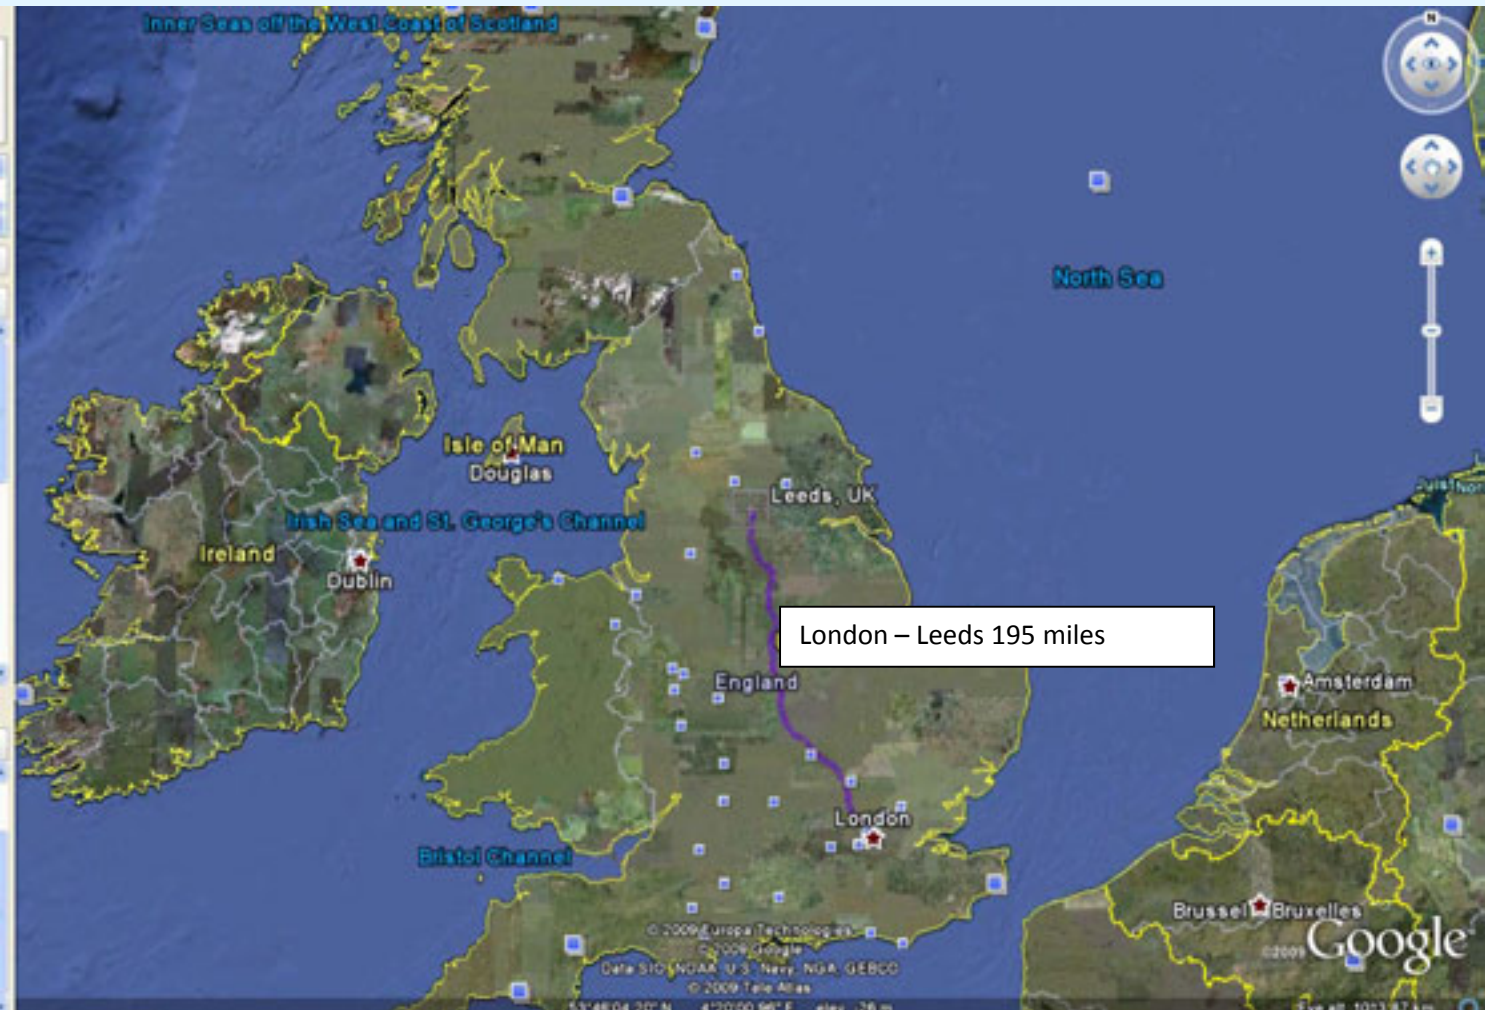 Inner Seas off the West Coast of Scotland
N
North Sea
Isle of Man
Douglas
Leeds, UK
Irish Sea and St. George's Channel
Ireland
Dublin
London – Leeds 195 miles
England
Amsterdam
Netherlands
London
Bristol Channel
Brussel Bruxelles
© 2009 Europa Technologies
© 2009 Google
Data SIO, NOAA, U.S. Navy, NGA, GEBCO
© 2009 Tele Atlas
©2009 Google